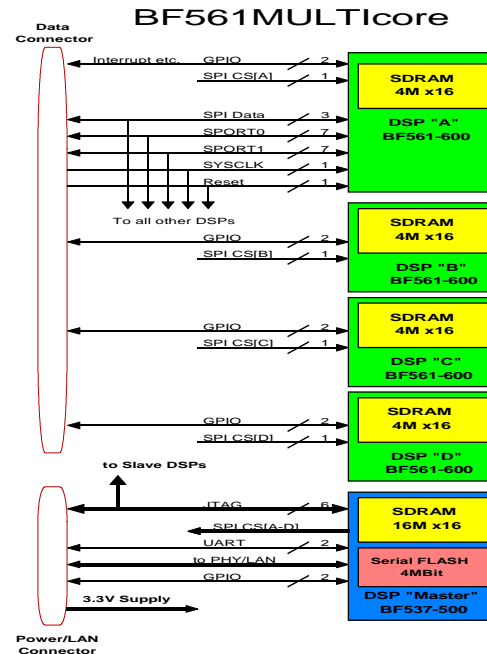 BF561MULTIcore
Data
Connector
Interrupt etc. GPIO 2
SPI CS[A] 1
SDRAM
4M x16
DSP "A"
BF561-600
SPI Data 3
SPORT0 7
SPORT1 7
SYSCLK 1
Reset 1
To all other DSPs
GPIO 2
SPI CS[B] 1
SDRAM
4M x16
DSP "B"
BF561-600
GPIO 2
SPI CS[C] 1
SDRAM
4M x16
DSP "C"
BF561-600
GPIO 2
SPI CS[D] 1
SDRAM
4M x16
DSP "D"
BF561-600
to Slave DSPs
JTAG 6
SPI CS[A-D]
UART 2
to PHY/LAN
GPIO 2
3.3V Supply
SDRAM
16M x16
Serial FLASH
4MBit
DSP "Master"
BF537-500
Power/LAN
Connector